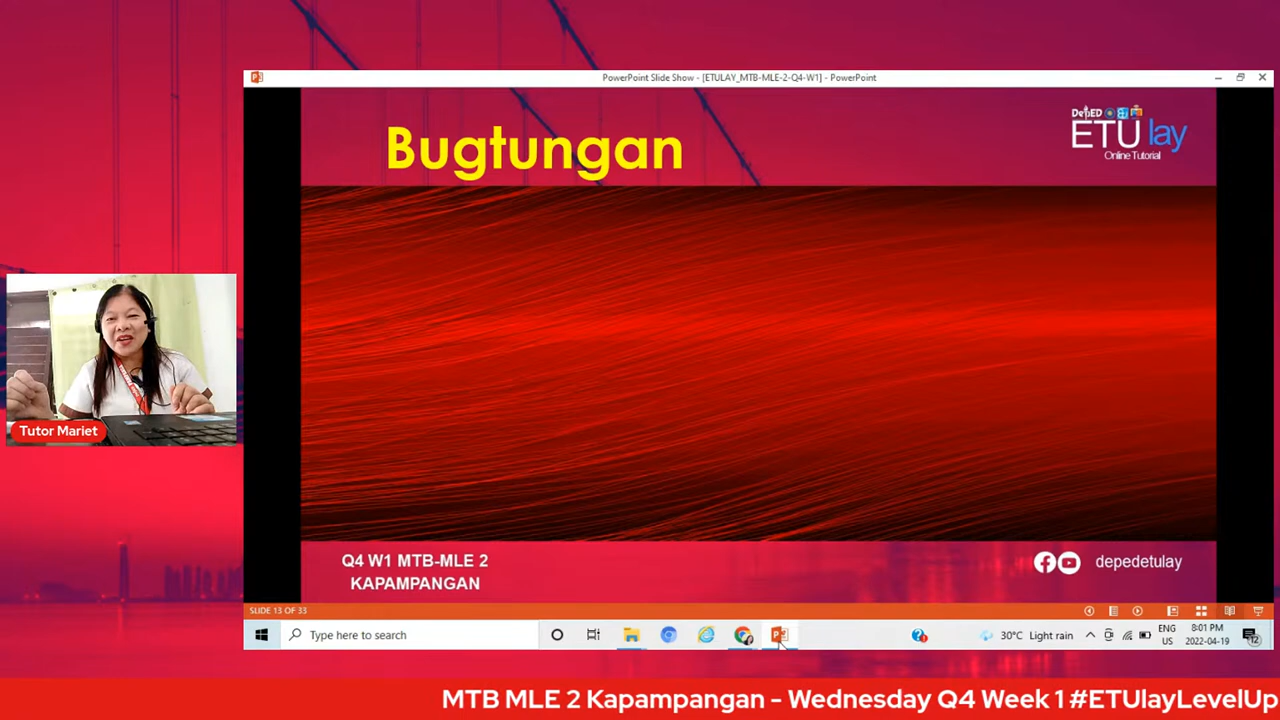 PowerPoint Slide Show - [ETULAY_MTB-MLE-2-Q4-W1] - PowerPoint
Bugtungan
DepED
ETUlay
Online Tutorial
Tutor Mariet
Q4 W1 MTB-MLE 2
KAPAMPANGAN
depedetulay
SLIDE 13 OF 33
Type here to search
30°C Light rain
ENG
US
8:01 PM
2022-04-19
12
MTB MLE 2 Kapampangan - Wednesday Q4 Week 1 #ETUlayLevelUp